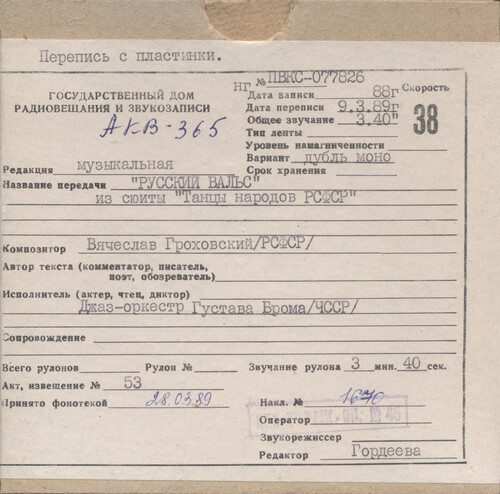 Перепись с пластинки.
НГ № ПВКС-077826
ГОСУДАРСТВЕННЫЙ ДОМ
РАДИОВЕЩАНИЯ И ЗВУКОЗАПИСИ
АКВ-365
Дата записи 88г
Скорость
38
Дата переписи 9.3.89г
Общее звучание 3.40"
Тип ленты
Уровень намагниченности
Вариант дубль моно
Срок хранения
Редакция музыкальная
Название передачи "РУССКИЙ ВАЛЬС"
из сюиты "Танцы народов РСФСР"
Композитор Вячеслав Гроховский/РСФСР/
Автор текста (комментатор, писатель,
поэт, обозреватель)
Исполнитель (актер, чтец, диктор)
Джаз-оркестр Густава Брома/ЧССР/
Сопровождение
Всего рулонов Рулон № Звучание рулона 3 мин. 40 сек.
Акт, извещение № 53
Принято фонотекой 28.03.89 Накл. № 1670
Оператор
Звукорежиссер
Редактор Гордеева